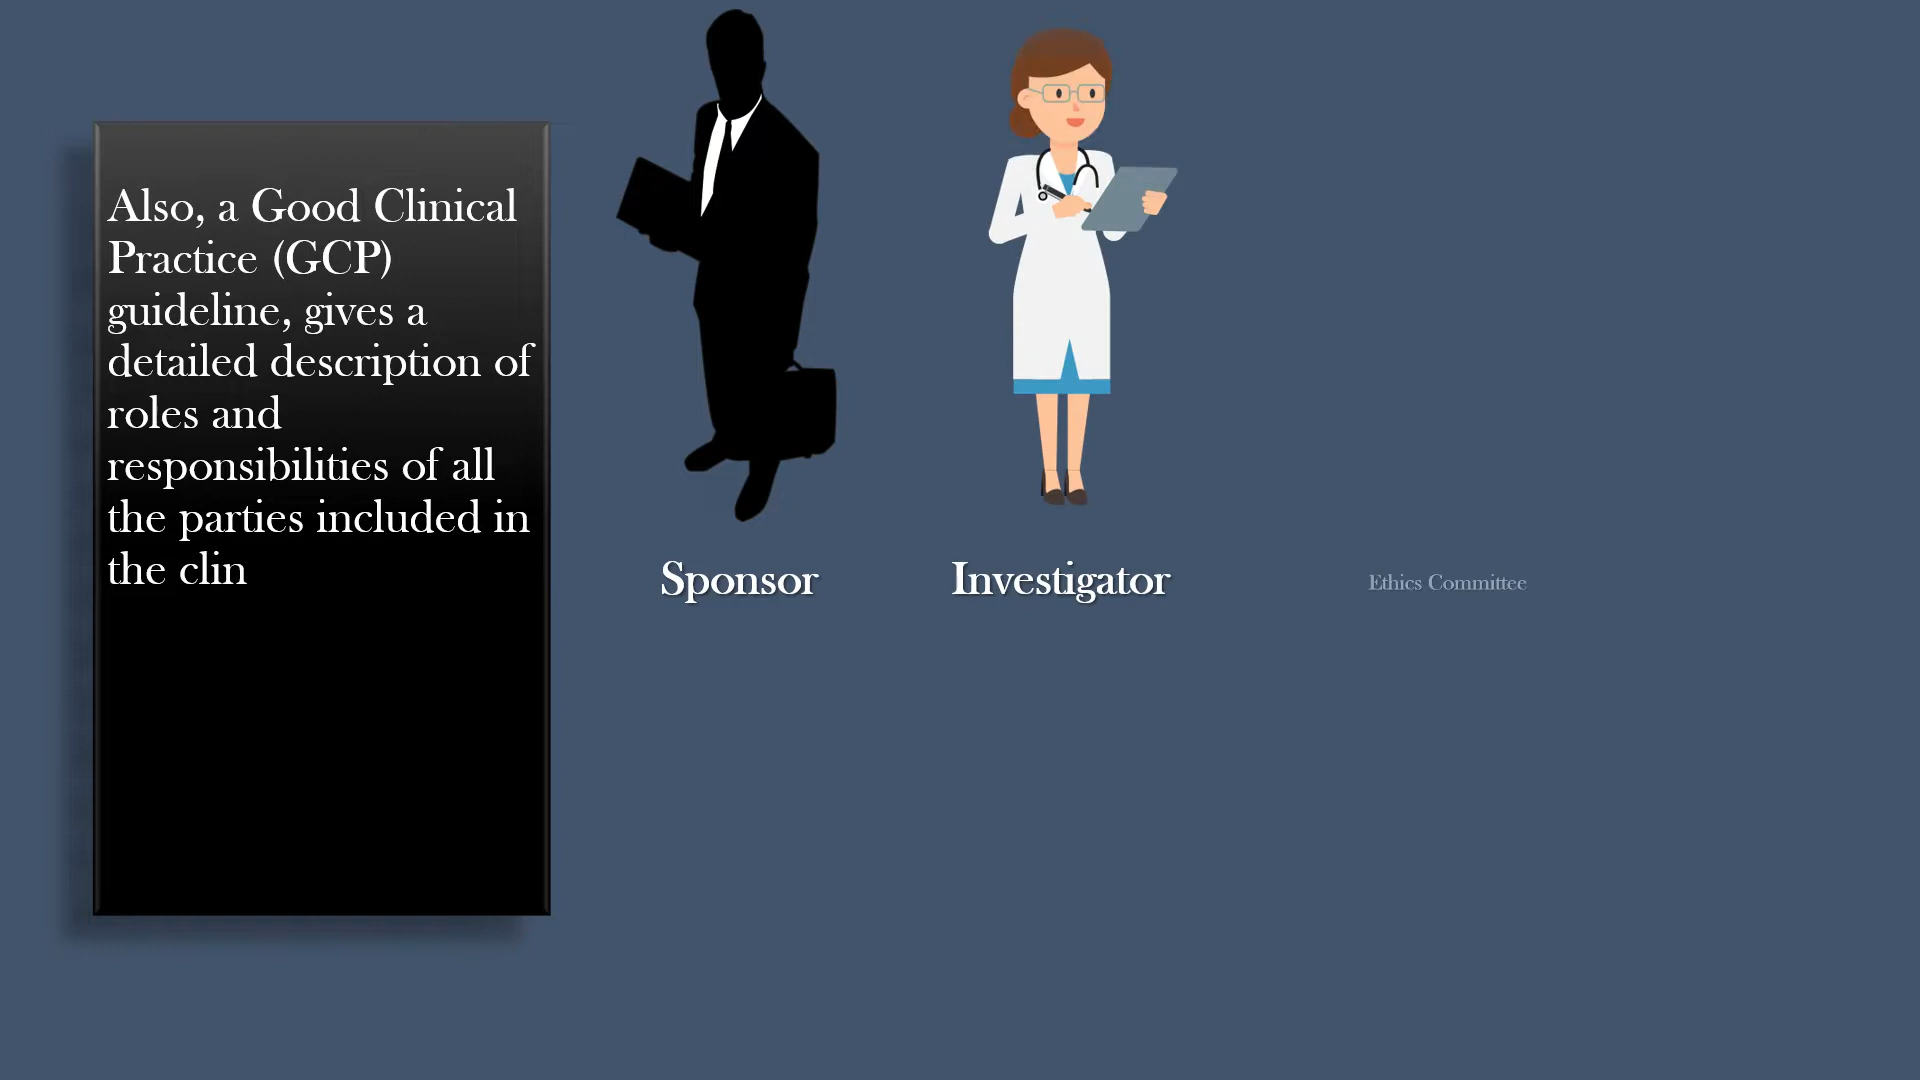 Also, a Good Clinical
Practice (GCP)
guideline, gives a
detailed description of
roles and
responsibilities of all
the parties included in
the clin
Sponsor
Investigator
Ethics Committee